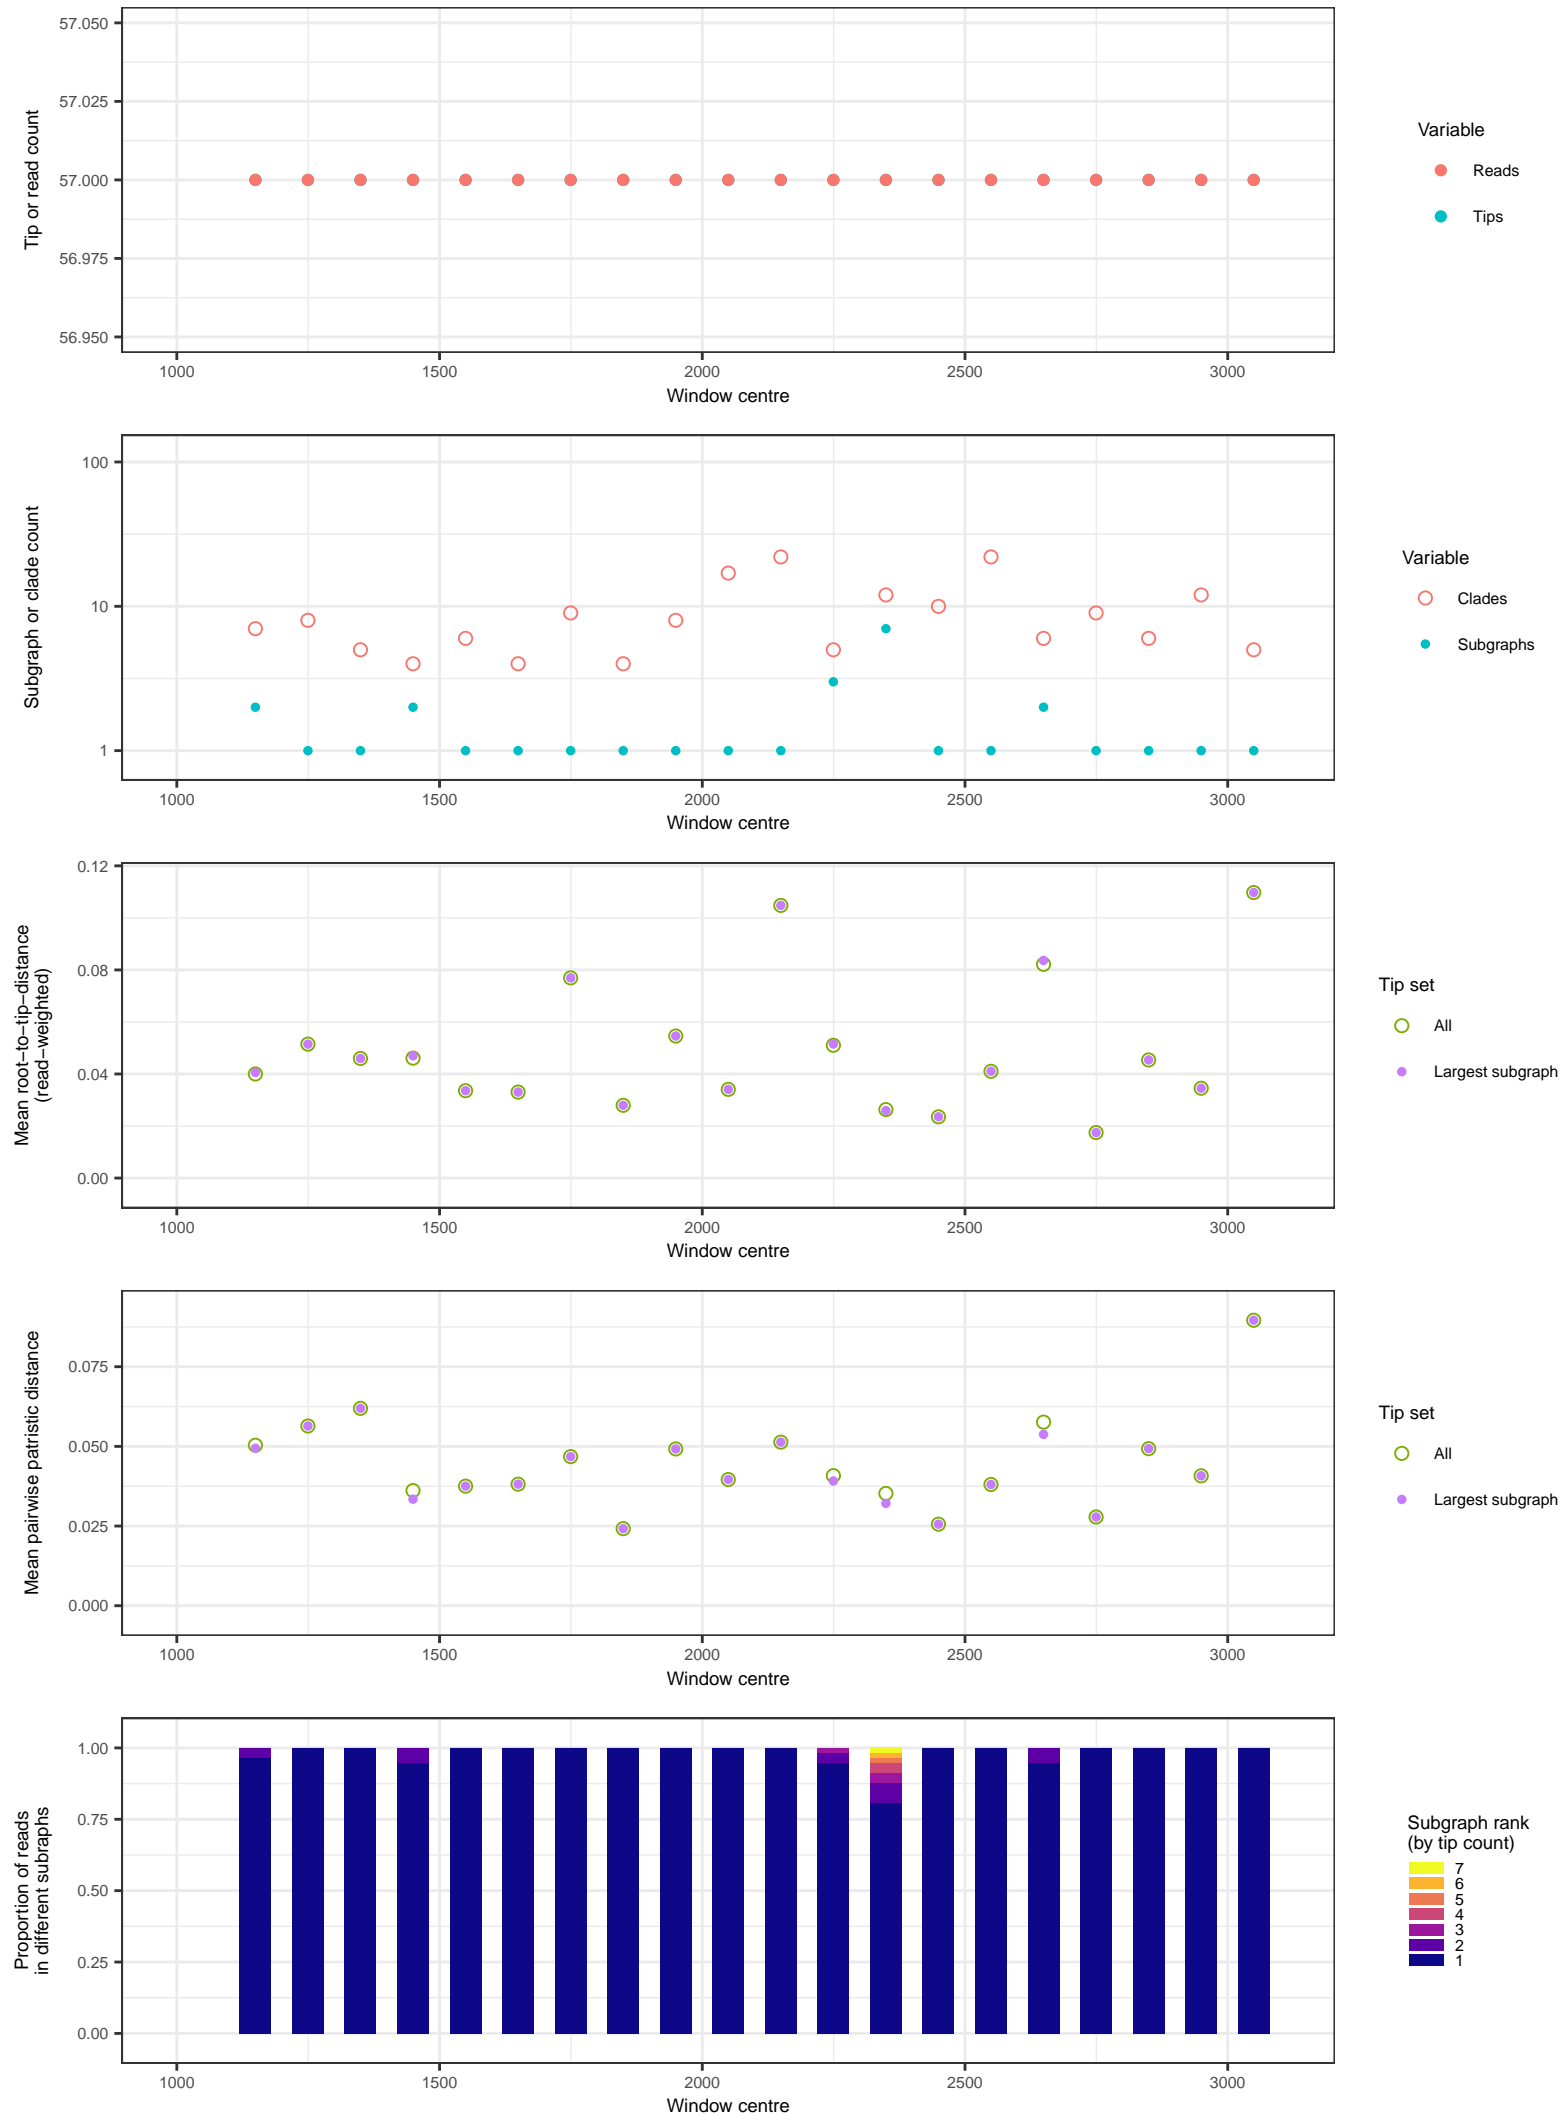 57.050
57.025
57.000
56.975
56.950
Tip or read count
1000 1500 2000 2500 3000
Window centre
Variable
Reads
Tips
100
10
1
Subgraph or clade count
1000 1500 2000 2500 3000
Window centre
Variable
Clades
Subgraphs
0.12
0.08
0.04
0.00
Mean root−to−tip−distance
(read−weighted)
1000 1500 2000 2500 3000
Window centre
Tip set
All
Largest subgraph
0.075
0.050
0.025
0.000
Mean pairwise patristic distance
1000 1500 2000 2500 3000
Window centre
Tip set
All
Largest subgraph
1.00
0.75
0.50
0.25
0.00
Proportion of reads
in different subraphs
1000 1500 2000 2500 3000
Window centre
Subgraph rank
(by tip count)
7
6
5
4
3
2
1